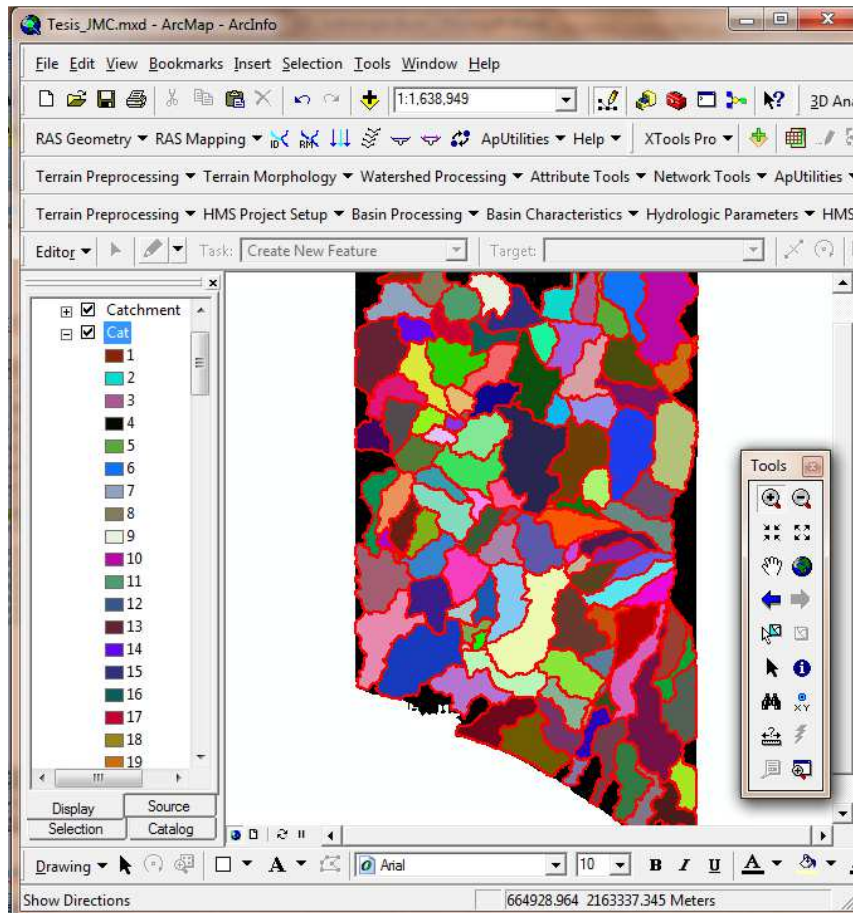 Tesis_JMC.mxd - ArcMap - ArcInfo
File Edit View Bookmarks Insert Selection Tools Window Help
1:1,638,949
3D Ana
RAS Geometry RAS Mapping ID RM ApUtilities Help XTools Pro
Terrain Preprocessing Terrain Morphology Watershed Processing Attribute Tools Network Tools ApUtilities
Terrain Preprocessing HMS Project Setup Basin Processing Basin Characteristics Hydrologic Parameters HMS
Editor Task: Create New Feature Target:
Catchment
Cat
1
2
3
4
5
6
7
8
9
10
11
12
13
14
15
16
17
18
19
Display Source
Selection Catalog
Tools
XY
Drawing A Arial 10 B I U A
Show Directions 664928.964 2163337.345 Meters